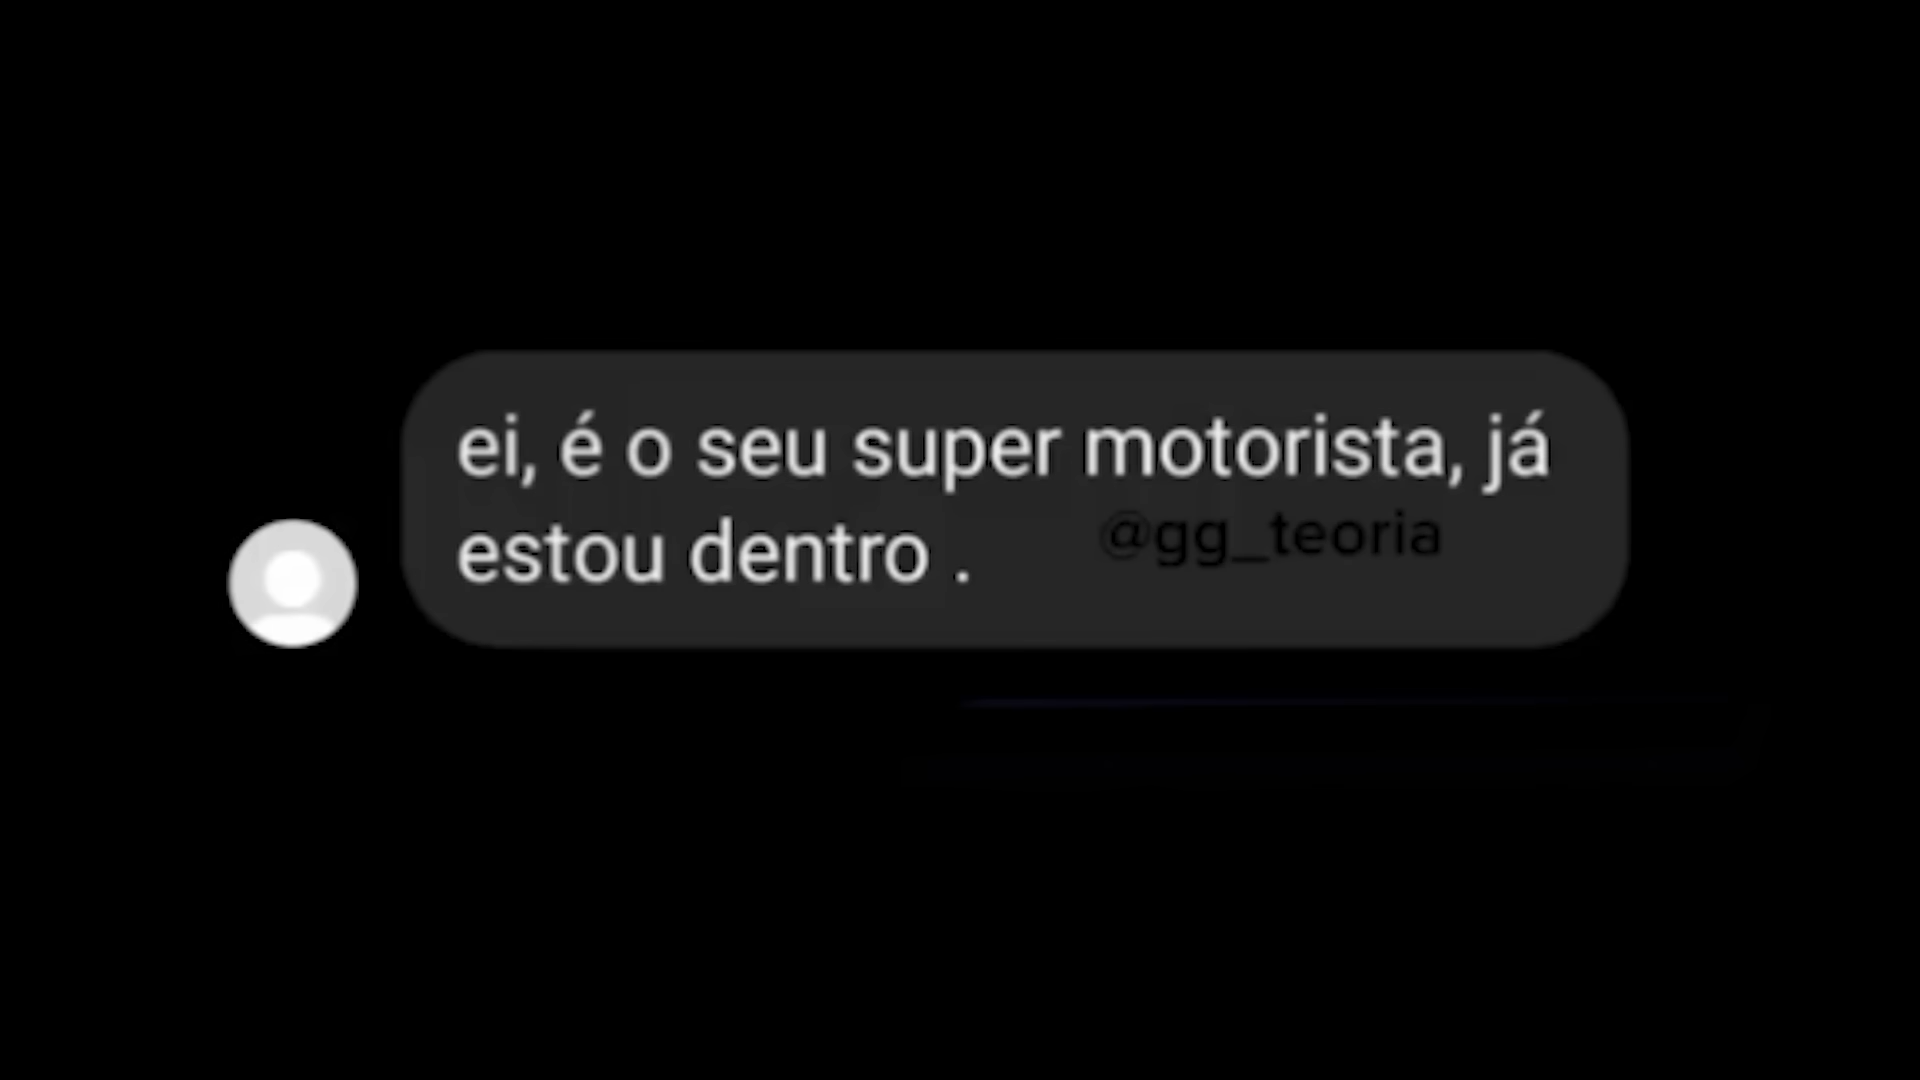 ei, é o seu super motorista, já
estou dentro .
@gg_teoria